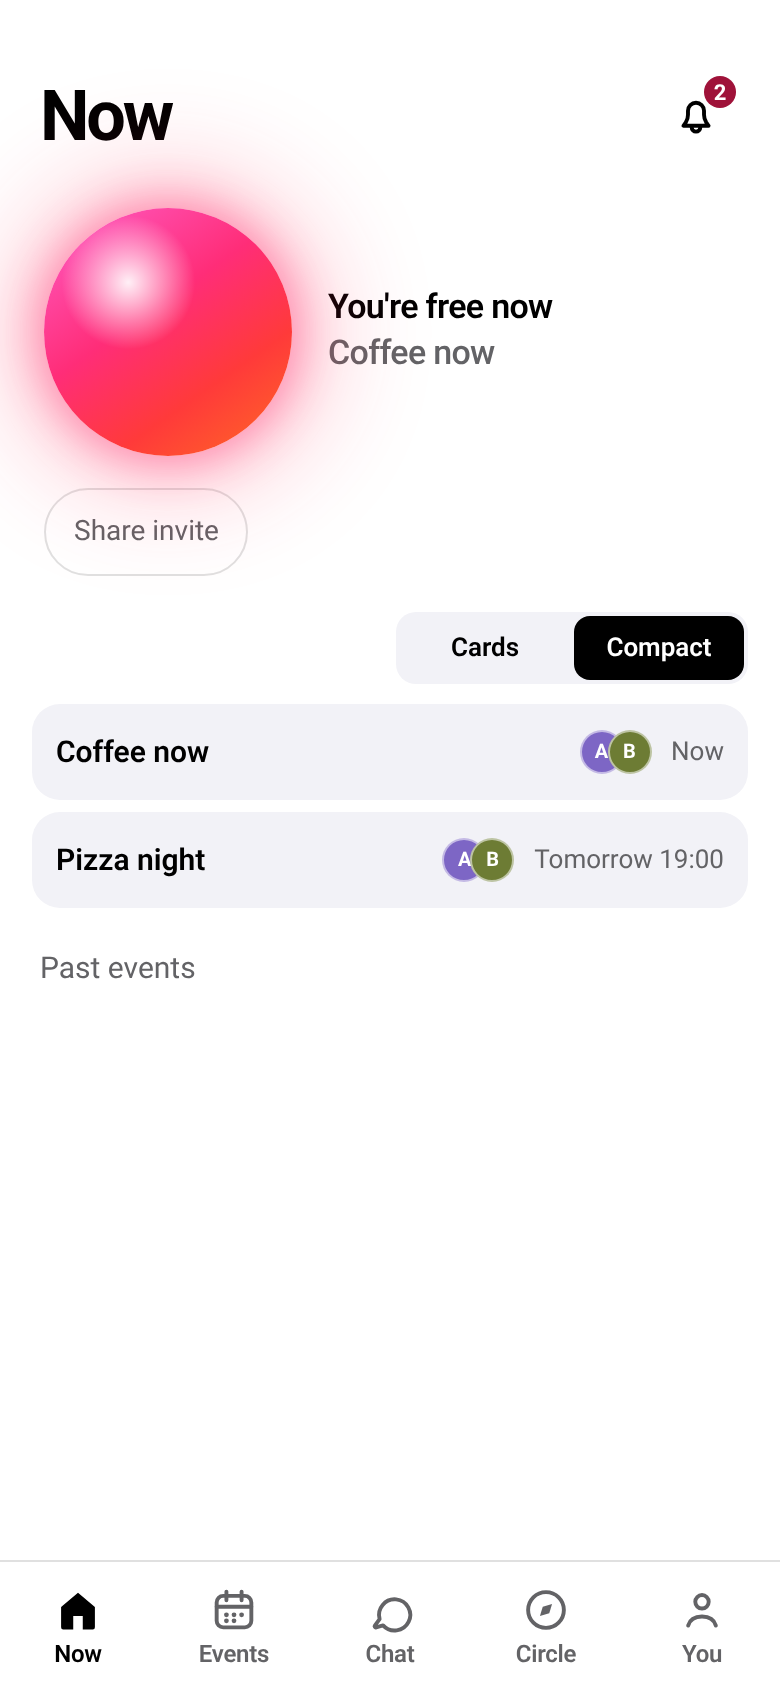 Now
2
You're free now
Coffee now
Share invite
Cards
Compact
Coffee now
A
B
Now
Pizza night
A
B
Tomorrow 19:00
Past events
Now
Events
Chat
Circle
You